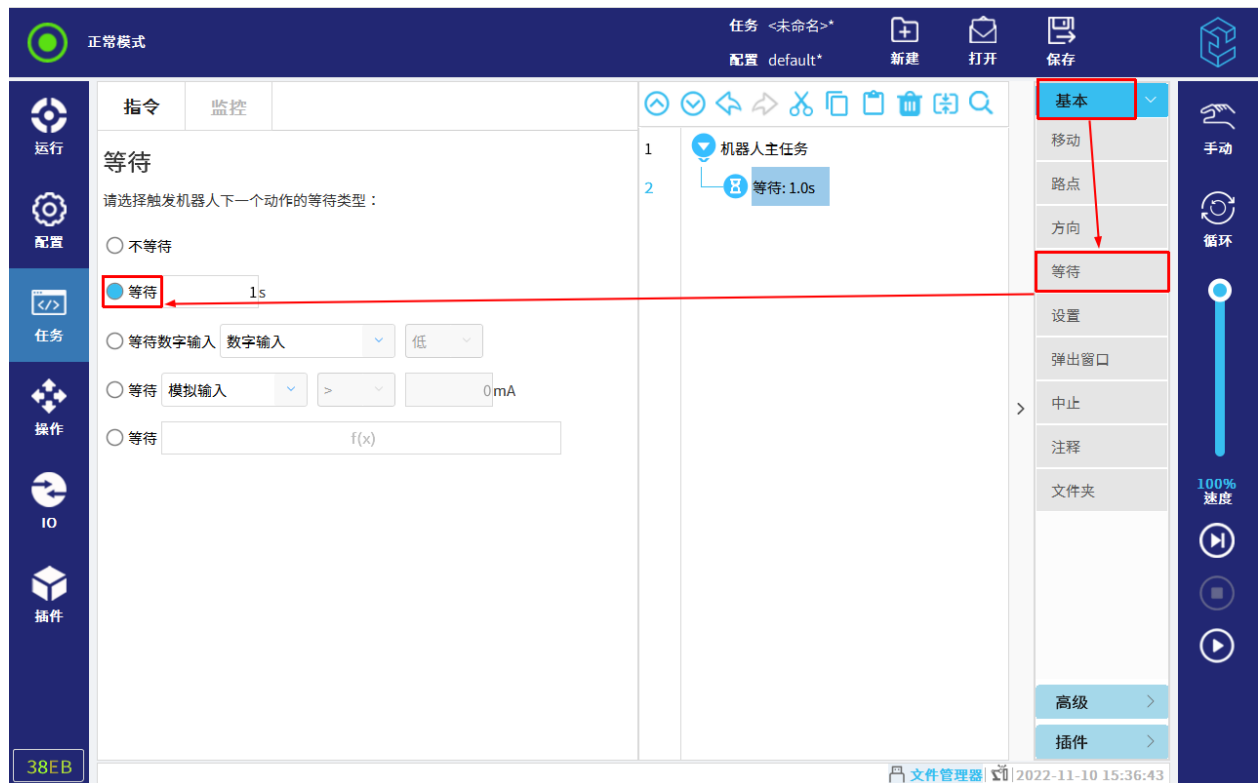 正常模式
任务 <未命名>*
配置 default*
新建
打开
保存
运行
配置
任务
操作
IO
插件
38EB
指令
监控
等待
请选择触发机器人下一个动作的等待类型：
不等待
等待 1s
等待数字输入 数字输入 低
等待 模拟输入 > 0mA
等待 f(x)
1 机器人主任务
2 等待: 1.0s
基本
移动
路点
方向
等待
设置
弹出窗口
中止
注释
文件夹
高级
插件
手动
循环
100%
速度
文件管理器 2022-11-10 15:36:43